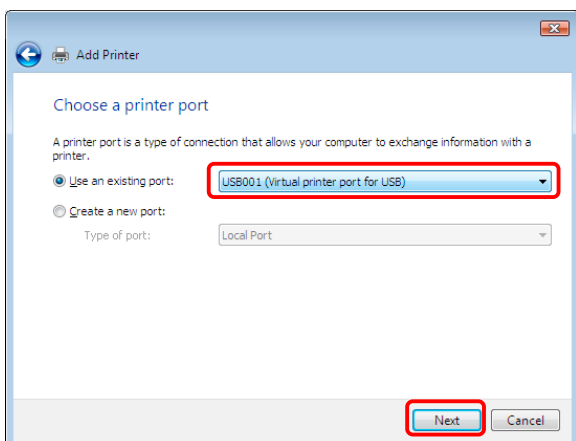 Add Printer
Choose a printer port
A printer port is a type of connection that allows your computer to exchange information with a
printer.
Use an existing port: USB001 (Virtual printer port for USB)
Create a new port:
Type of port: Local Port
Next Cancel